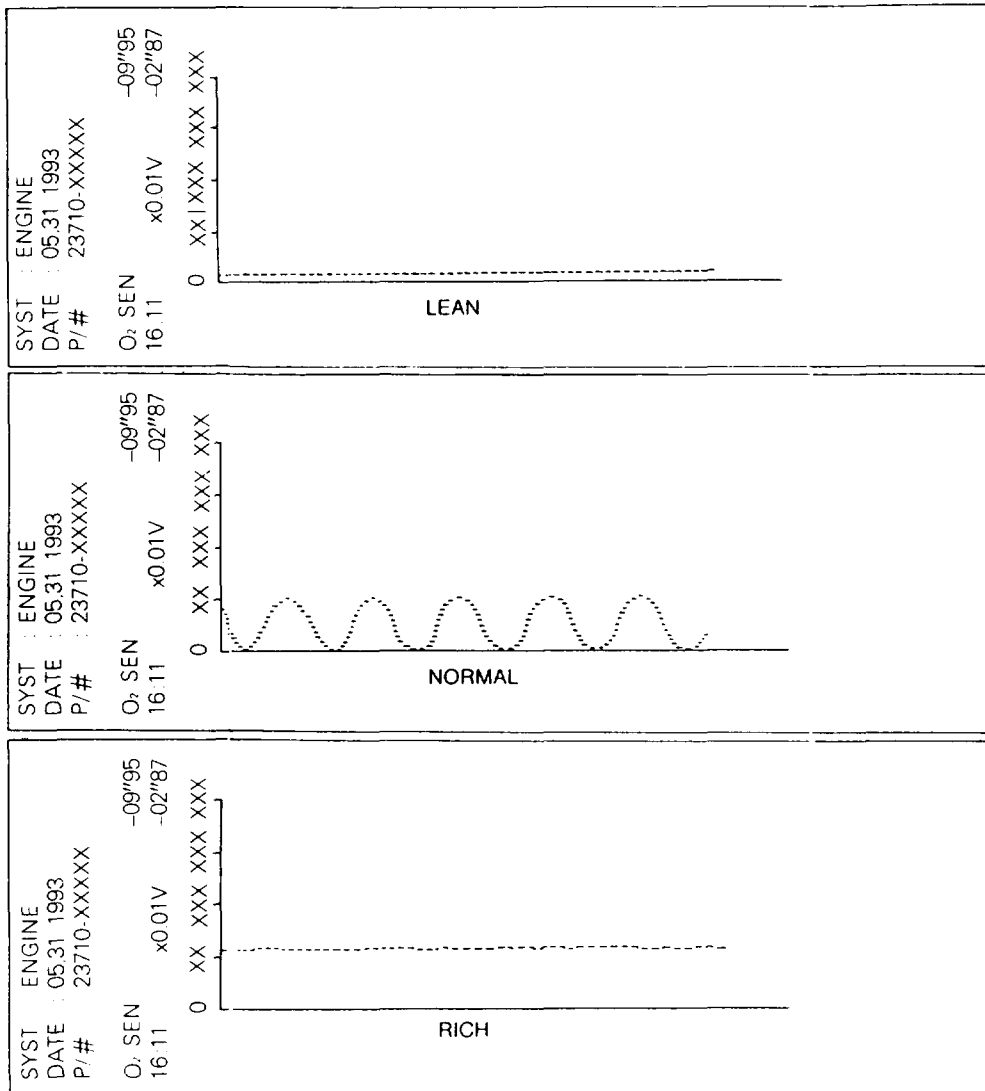 SYST : ENGINE
DATE : 05.31 1993
P/# 23710-XXXXX
O₂ SEN -09"95
16:11 x0.01V -02"87
0 XX|XXX XXX XXX
LEAN
SYST : ENGINE
DATE : 05.31 1993
P/# : 23710-XXXXX
O₂ SEN -09"95
16:11 x0.01V -02"87
0 XX XXX XXX XXX
NORMAL
SYST ENGINE
DATE : 05.31 1993
P/# 23710-XXXXX
O₂ SEN -09"95
16:11 x0.01V -02"87
0 XX XXX XXX XXX
RICH